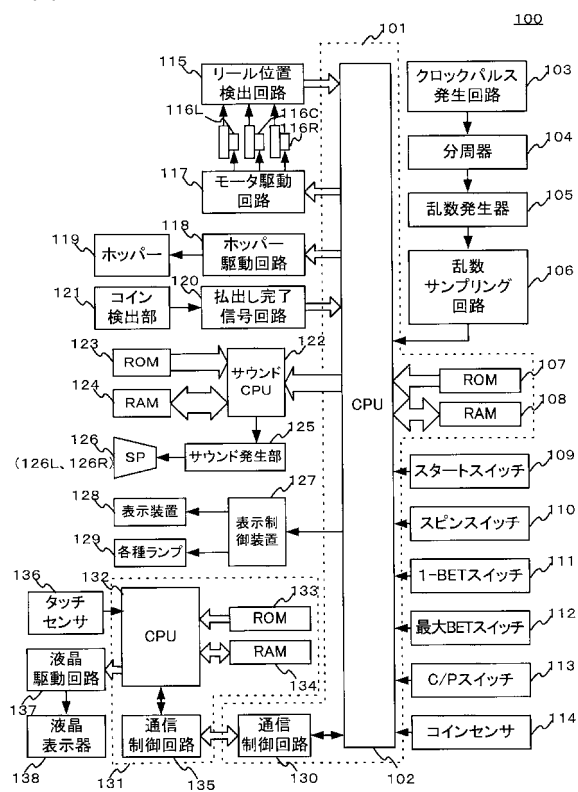 100
101
115
リール位置
検出回路
116L
116C
116R
117
モータ駆動
回路
118
119
ホッパー
ホッパー
駆動回路
120
121
コイン
検出部
払出し完了
信号回路
122
123
ROM
124
RAM
サウンド
CPU
125
126
SP
(126L、126R)
サウンド発生部
127
128
表示装置
129
各種ランプ
表示制
御装置
132
136
タッチ
センサ
CPU
133
ROM
RAM
134
液晶
駆動回路
137
液晶
表示器
138
通信
制御回路
131
135
通信
制御回路
130
CPU
102
クロックパルス
発生回路
103
104
分周器
105
乱数発生器
106
乱数
サンプリング
回路
107
ROM
108
RAM
109
スタートスイッチ
110
スピンスイッチ
111
1-BETスイッチ
112
最大BETスイッチ
113
C/Pスイッチ
114
コインセンサ